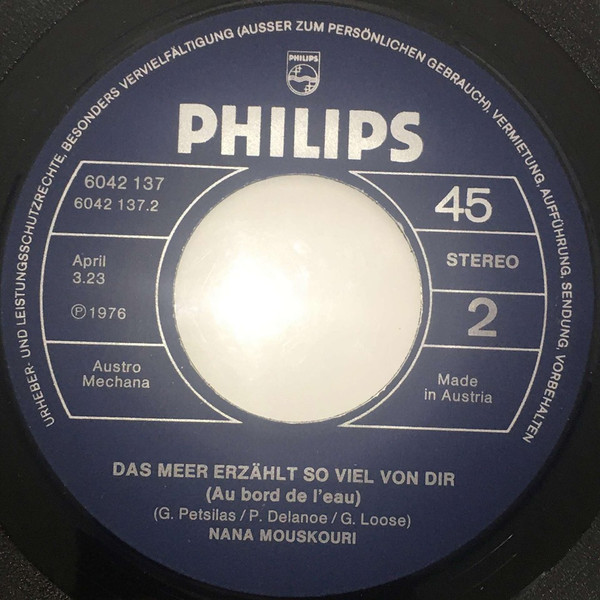 URHEBER- UND LEISTUNGSSCHUTZRECHTE, BESONDERS VERVIELFÄLTIGUNG (AUSSER ZUM PERSÖNLICHEN GEBRAUCH), VERMIETUNG, AUFFÜHRUNG, SENDUNG, VORBEHALTEN
PHILIPS
PHILIPS
6042 137
6042 137.2
45
April
3.23
STEREO
Ⓟ 1976
2
Austro
Mechana
Made
in Austria
DAS MEER ERZÄHLT SO VIEL VON DIR
(Au bord de l'eau)
(G. Petsilas / P. Delanoe / G. Loose)
NANA MOUSKOURI